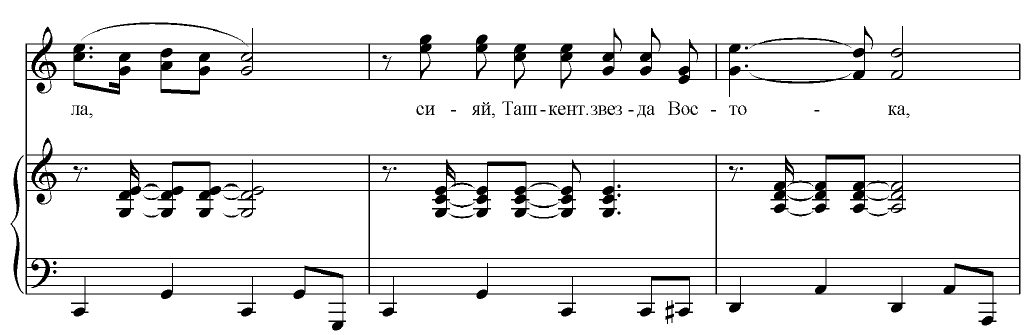 ла, си - яй, Таш - кент. звез - да Вос - то - ка,